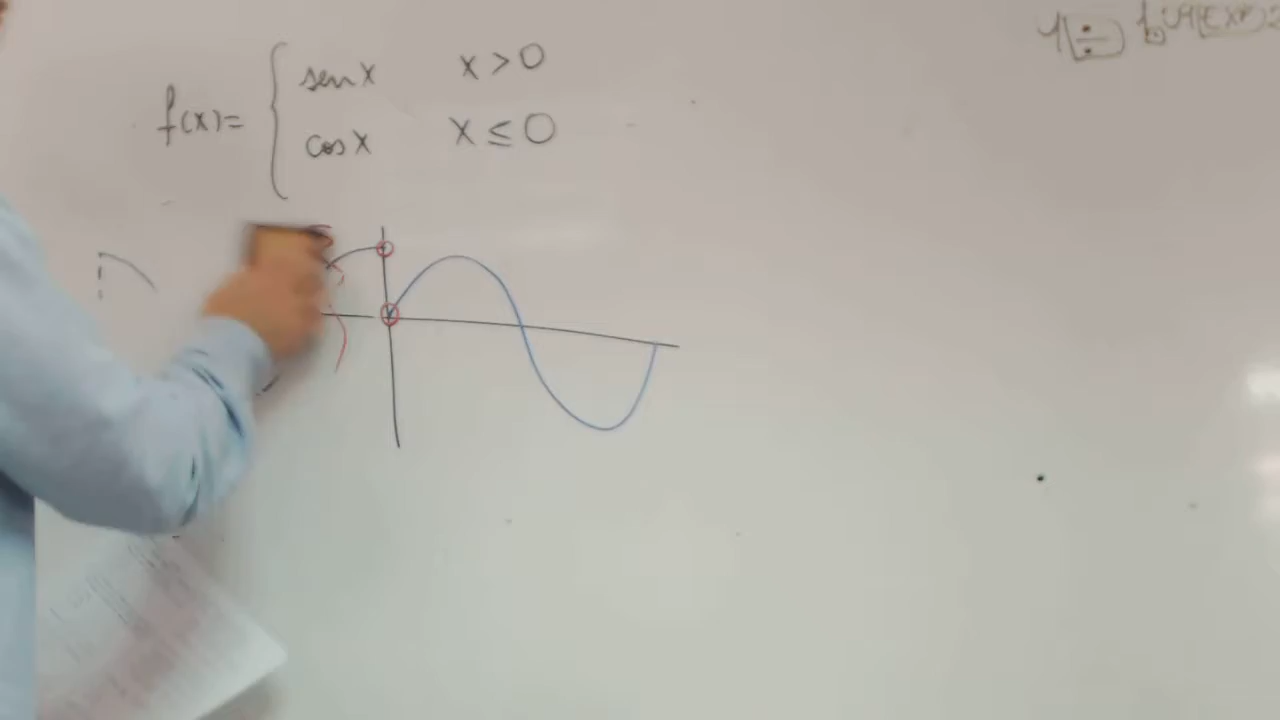 f(x)= { sen x x > 0
cos x x ≤ 0